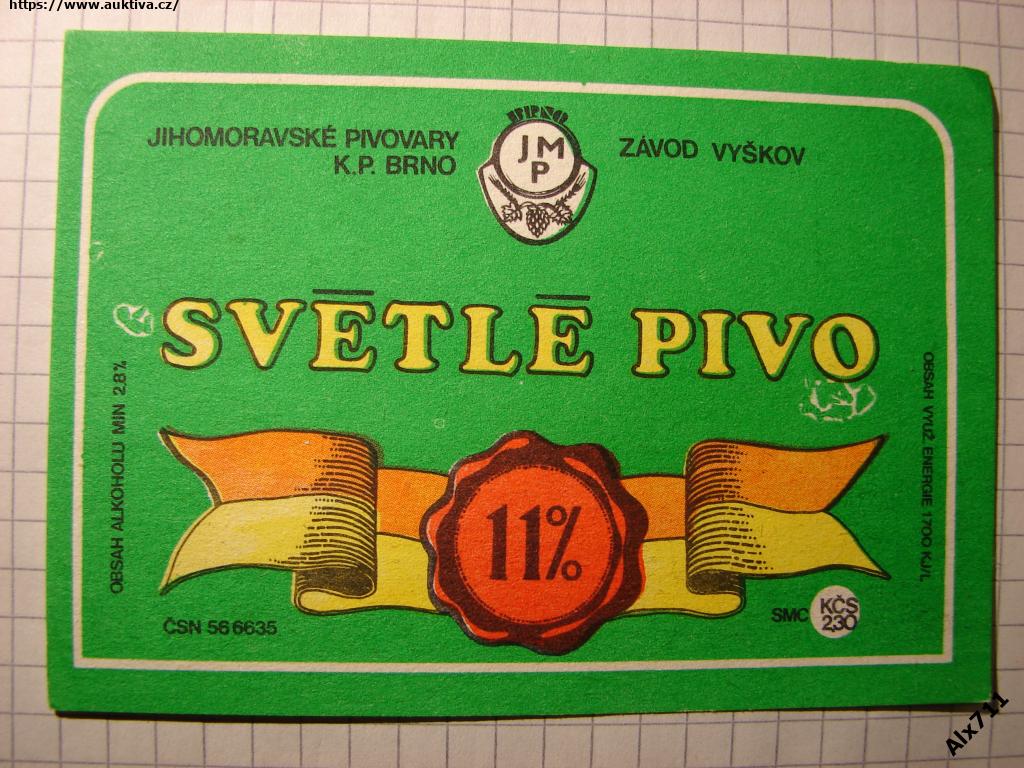 https://www.auktiva.cz/
BRNO
JMP
JIHOMORAVSKÉ PIVOVARY
K.P. BRNO
ZÁVOD VYŠKOV
SVĒTLĒ PIVO
OBSAH ALKOHOLU MIN 2,8%
OBSAH VYUŽ ENERGIE 1700 KJ/L
11%
ČSN 56 6635
SMC KČS
2,30
Alx711